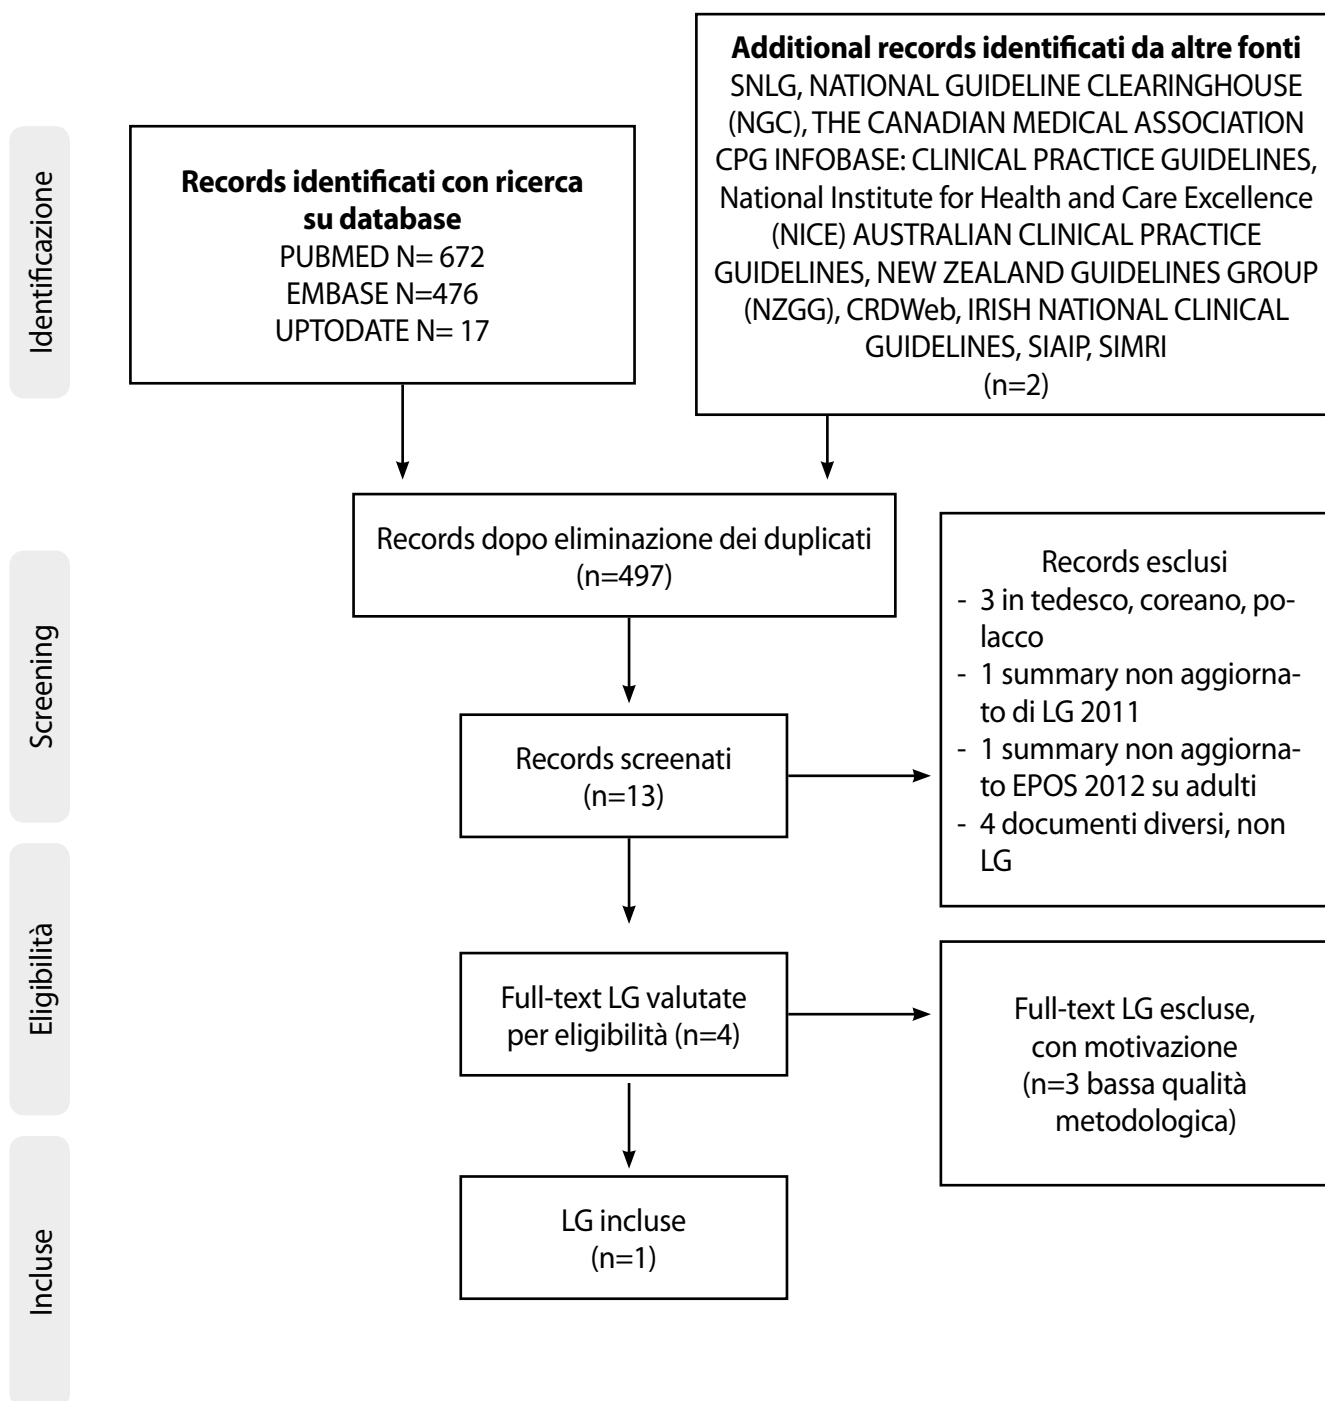 Identificazione
Records identificati con ricerca
su database
PUBMED N= 672
EMBASE N=476
UPTODATE N= 17
Additional records identificati da altre fonti
SNLG, NATIONAL GUIDELINE CLEARINGHOUSE
(NGC), THE CANADIAN MEDICAL ASSOCIATION
CPG INFOBASE: CLINICAL PRACTICE GUIDELINES,
National Institute for Health and Care Excellence
(NICE) AUSTRALIAN CLINICAL PRACTICE
GUIDELINES, NEW ZEALAND GUIDELINES GROUP
(NZGG), CRDWeb, IRISH NATIONAL CLINICAL
GUIDELINES, SIAIP, SIMRI
(n=2)
Screening
Records dopo eliminazione dei duplicati
(n=497)
Records screenati
(n=13)
Records esclusi
- 3 in tedesco, coreano, po-
lacco
- 1 summary non aggiorna-
to di LG 2011
- 1 summary non aggiorna-
to EPOS 2012 su adulti
- 4 documenti diversi, non
LG
Eligibilità
Full-text LG valutate
per eligibilità (n=4)
Full-text LG escluse,
con motivazione
(n=3 bassa qualità
metodologica)
Incluse
LG incluse
(n=1)